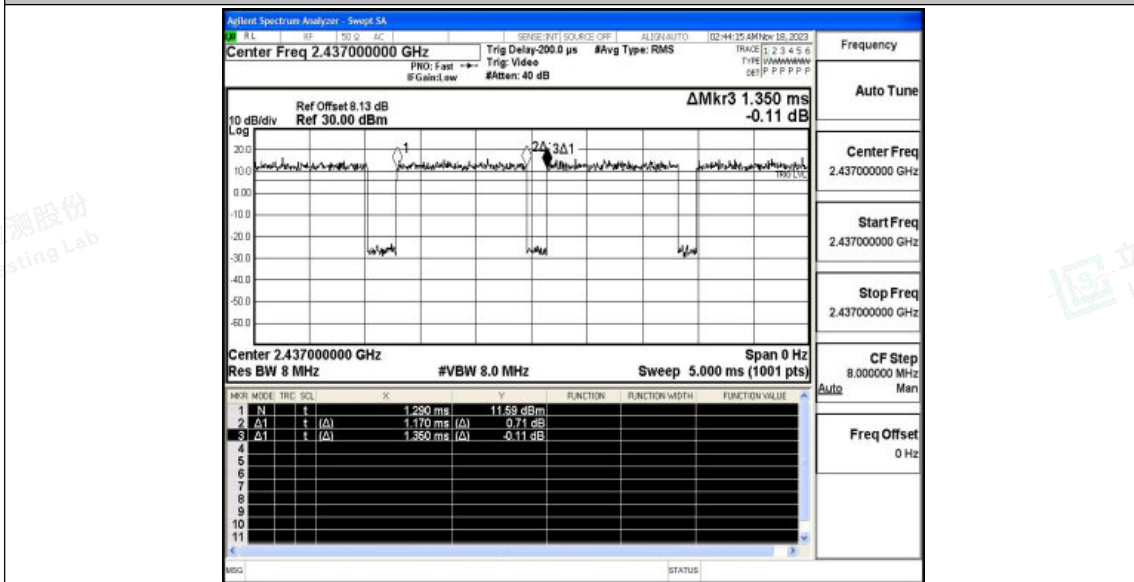 Agilent Spectrum Analyzer - Swept SA
RL RF 50 Ω AC SENSE:INT SOURCE OFF ALIGN AUTO 02:44:15 AM Nov 18, 2023
Center Freq 2.437000000 GHz
PNO: Fast
IFGain:Low
Trig Delay-200.0 µs #Avg Type: RMS
Trig: Video
#Atten: 40 dB
TRACE 1 2 3 4 5 6
TYPE
DET P P P P P P
Frequency
Auto Tune
Center Freq
2.437000000 GHz
Start Freq
2.437000000 GHz
Stop Freq
2.437000000 GHz
CF Step
8.000000 MHz
Auto Man
Freq Offset
0 Hz
ΔMkr3 1.350 ms
-0.11 dB
Ref Offset 8.13 dB
10 dB/div Ref 30.00 dBm
Log
20.0
10.0
0.00
-10.0
-20.0
-30.0
-40.0
-50.0
-60.0
1
2Δ1
3Δ1
TRIG LVL
Center 2.437000000 GHz Span 0 Hz
Res BW 8 MHz #VBW 8.0 MHz Sweep 5.000 ms (1001 pts)
MKR MODE TRC SCL X Y FUNCTION FUNCTION WIDTH FUNCTION VALUE
1 N t 1.290 ms 11.59 dBm
2 Δ1 t (Δ) 1.170 ms (Δ) 0.71 dB
3 Δ1 t (Δ) 1.350 ms (Δ) -0.11 dB
4
5
6
7
8
9
10
11
MSG STATUS
测股份
sting Lab